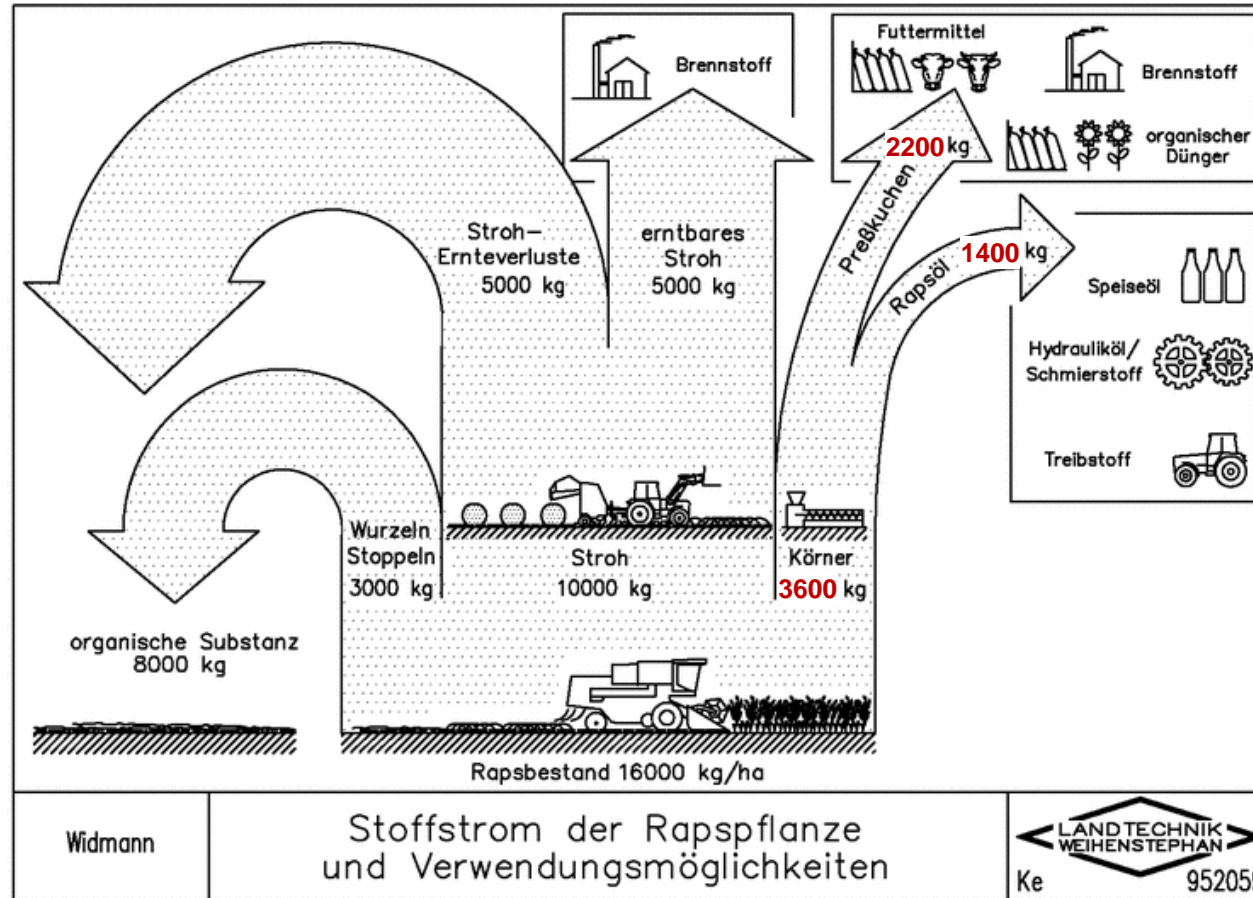 Brennstoff
Futtermittel
Brennstoff
organischer
Dünger
2200 kg
Preßkuchen
1400 kg
Rapsöl
Speiseöl
Hydrauliköl/
Schmierstoff
Treibstoff
Stroh-
Ernteverluste
5000 kg
erntbares
Stroh
5000 kg
Wurzeln
Stoppeln
3000 kg
Stroh
10000 kg
Körner
3600 kg
organische Substanz
8000 kg
Rapsbestand 16000 kg/ha
Widmann
Stoffstrom der Rapspflanze
und Verwendungsmöglichkeiten
LANDTECHNIK
WEIHENSTEPHAN
Ke